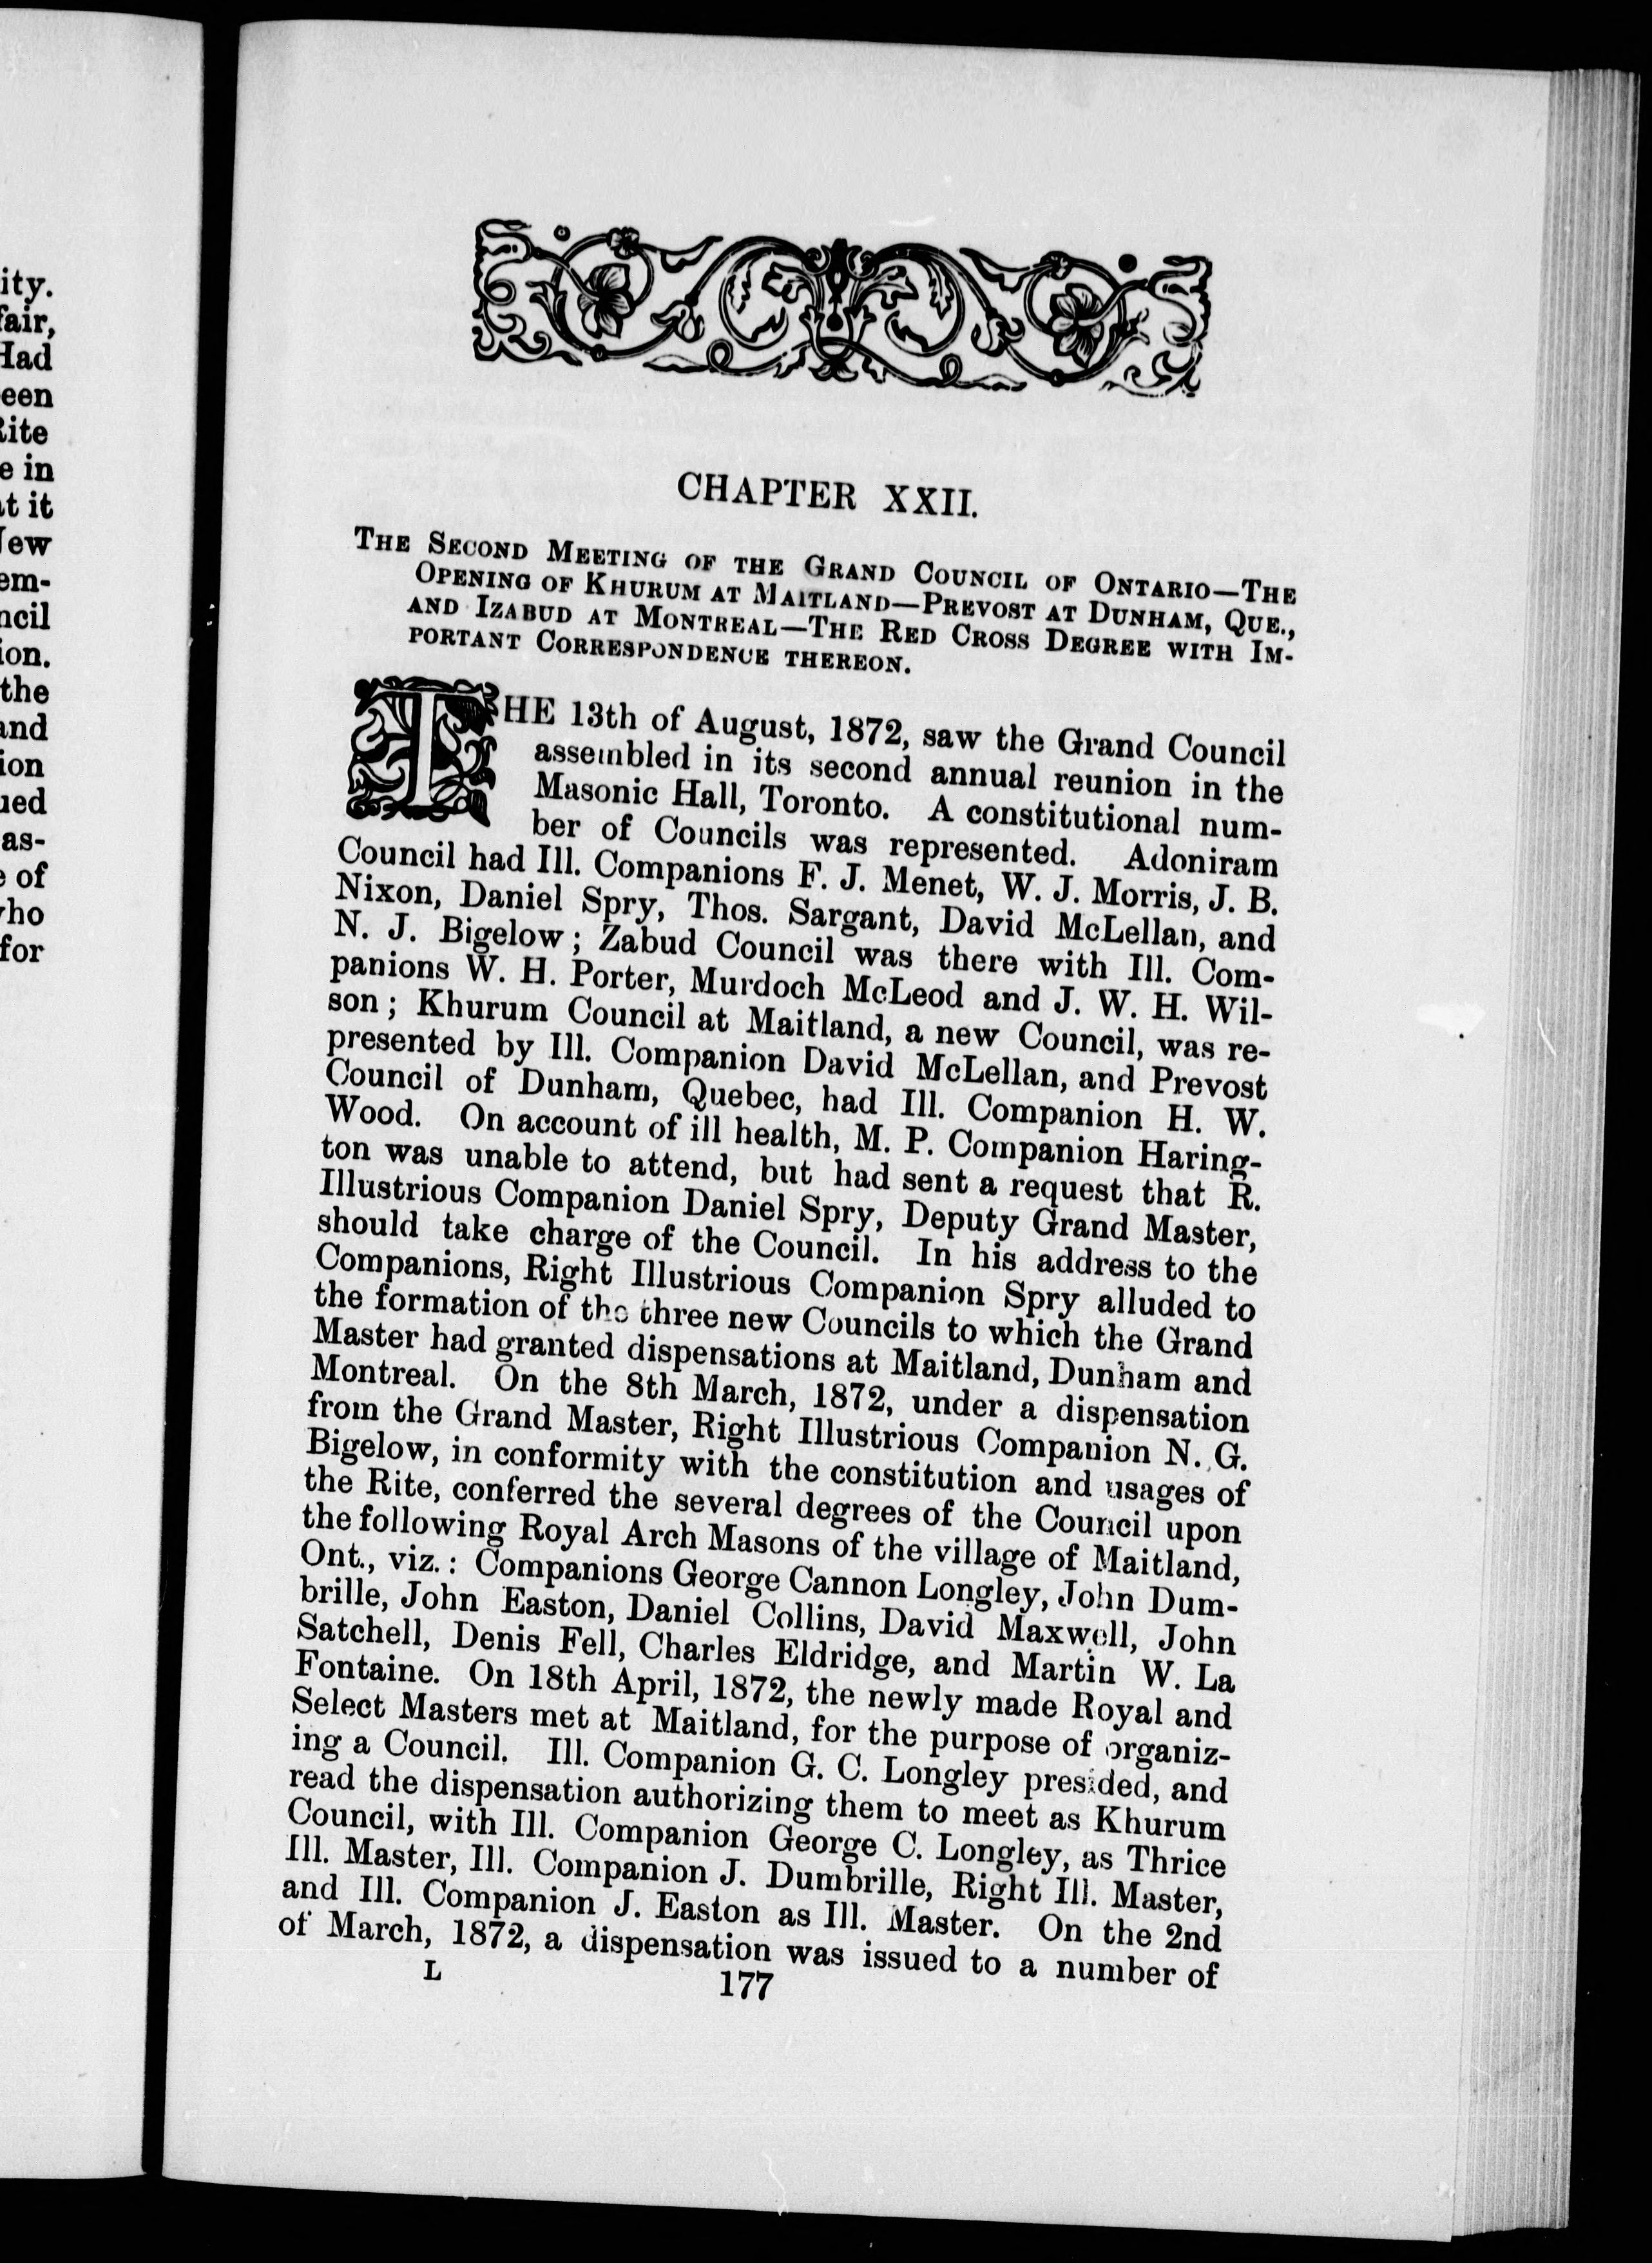 ity.
fair,
Had
een
Rite
e in
at it
New
em-
ncil
ion.
the
and
ion
ued
as-
e of
who
for
CHAPTER XXII.
THE SECOND MEETING OF THE GRAND COUNCIL OF ONTARIO—THE
OPENING OF KHURUM AT MAITLAND—PREVOST AT DUNHAM, QUE.,
AND IZABUD AT MONTREAL—THE RED CROSS DEGREE WITH IM-
PORTANT CORRESPONDENCE THEREON.
THE 13th of August, 1872, saw the Grand Council
assembled in its second annual reunion in the
Masonic Hall, Toronto. A constitutional num-
ber of Councils was represented. Adoniram
Council had Ill. Companions F. J. Menet, W. J. Morris, J. B.
Nixon, Daniel Spry, Thos. Sargant, David McLellan, and
N. J. Bigelow; Zabud Council was there with Ill. Com-
panions W. H. Porter, Murdoch McLeod and J. W. H. Wil-
son; Khurum Council at Maitland, a new Council, was re-
presented by Ill. Companion David McLellan, and Prevost
Council of Dunham, Quebec, had Ill. Companion H. W.
Wood. On account of ill health, M. P. Companion Haring-
ton was unable to attend, but had sent a request that R.
Illustrious Companion Daniel Spry, Deputy Grand Master,
should take charge of the Council. In his address to the
Companions, Right Illustrious Companion Spry alluded to
the formation of the three new Councils to which the Grand
Master had granted dispensations at Maitland, Dunham and
Montreal. On the 8th March, 1872, under a dispensation
from the Grand Master, Right Illustrious Companion N. G.
Bigelow, in conformity with the constitution and usages of
the Rite, conferred the several degrees of the Council upon
the following Royal Arch Masons of the village of Maitland,
Ont., viz.: Companions George Cannon Longley, John Dum-
brille, John Easton, Daniel Collins, David Maxwell, John
Satchell, Denis Fell, Charles Eldridge, and Martin W. La
Fontaine. On 18th April, 1872, the newly made Royal and
Select Masters met at Maitland, for the purpose of organiz-
ing a Council. Ill. Companion G. C. Longley presided, and
read the dispensation authorizing them to meet as Khurum
Council, with Ill. Companion George C. Longley, as Thrice
Ill. Master, Ill. Companion J. Dumbrille, Right Ill. Master,
and Ill. Companion J. Easton as Ill. Master. On the 2nd
of March, 1872, a dispensation was issued to a number of
L 177